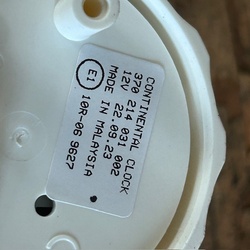 CONTINENTAL CLOCK
370 214 031 002
12V 22.09.23
MADE IN MALAYSIA
E1 10R-06 9627